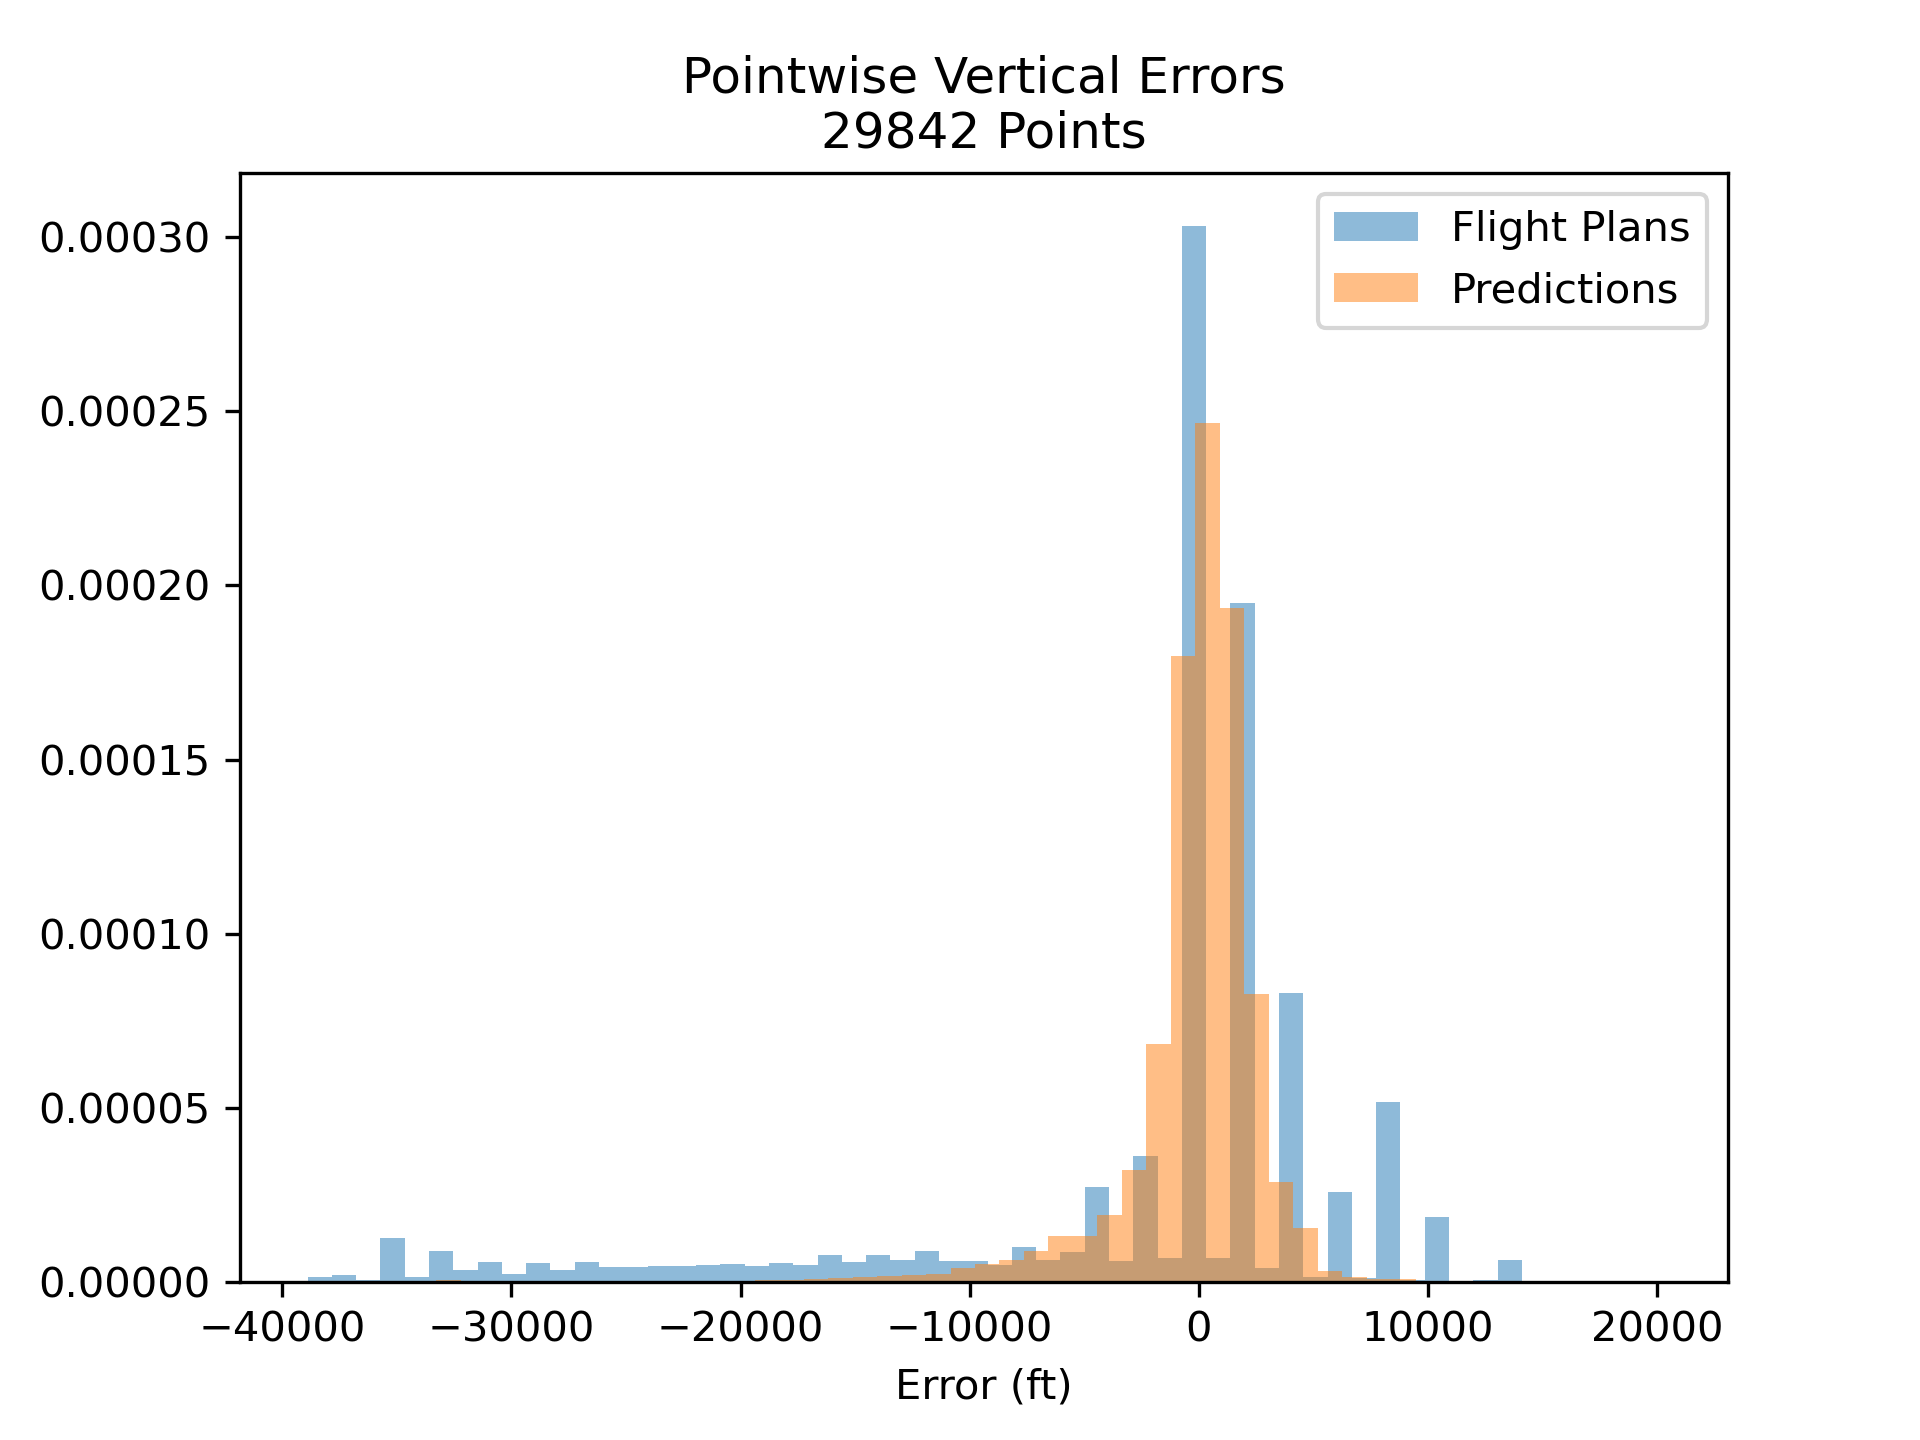 Pointwise Vertical Errors
29842 Points
Flight Plans
Predictions
0.00030
0.00025
0.00020
0.00015
0.00010
0.00005
0.00000
−40000 −30000 −20000 −10000 0 10000 20000
Error (ft)